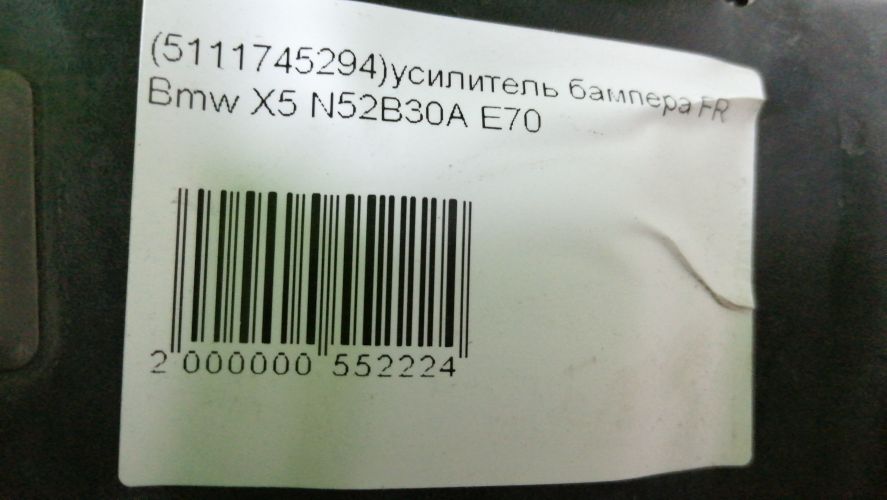 (5111745294)усилитель бампера FR
Bmw X5 N52B30A E70
2 000000 552224